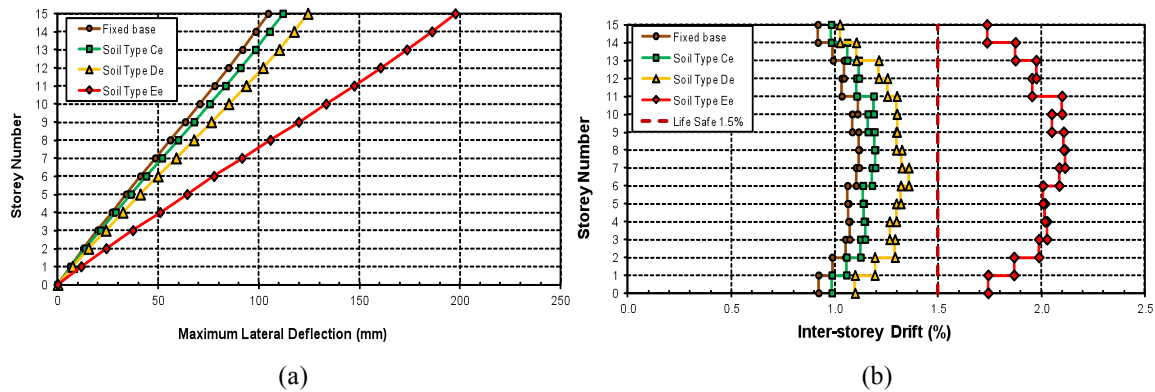 Storey Number
15
14
13
12
11
10
9
8
7
6
5
4
3
2
1
0
Fixed base
Soil Type Ce
Soil Type De
Soil Type Ee
0
50
100
150
200
250
Maximum Lateral Deflection (mm)
(a)
Storey Number
15
14
13
12
11
10
9
8
7
6
5
4
3
2
1
0
Fixed base
Soil Type Ce
Soil Type De
Soil Type Ee
Life Safe 1.5%
0.0
0.5
1.0
1.5
2.0
2.5
Inter-storey Drift (%)
(b)